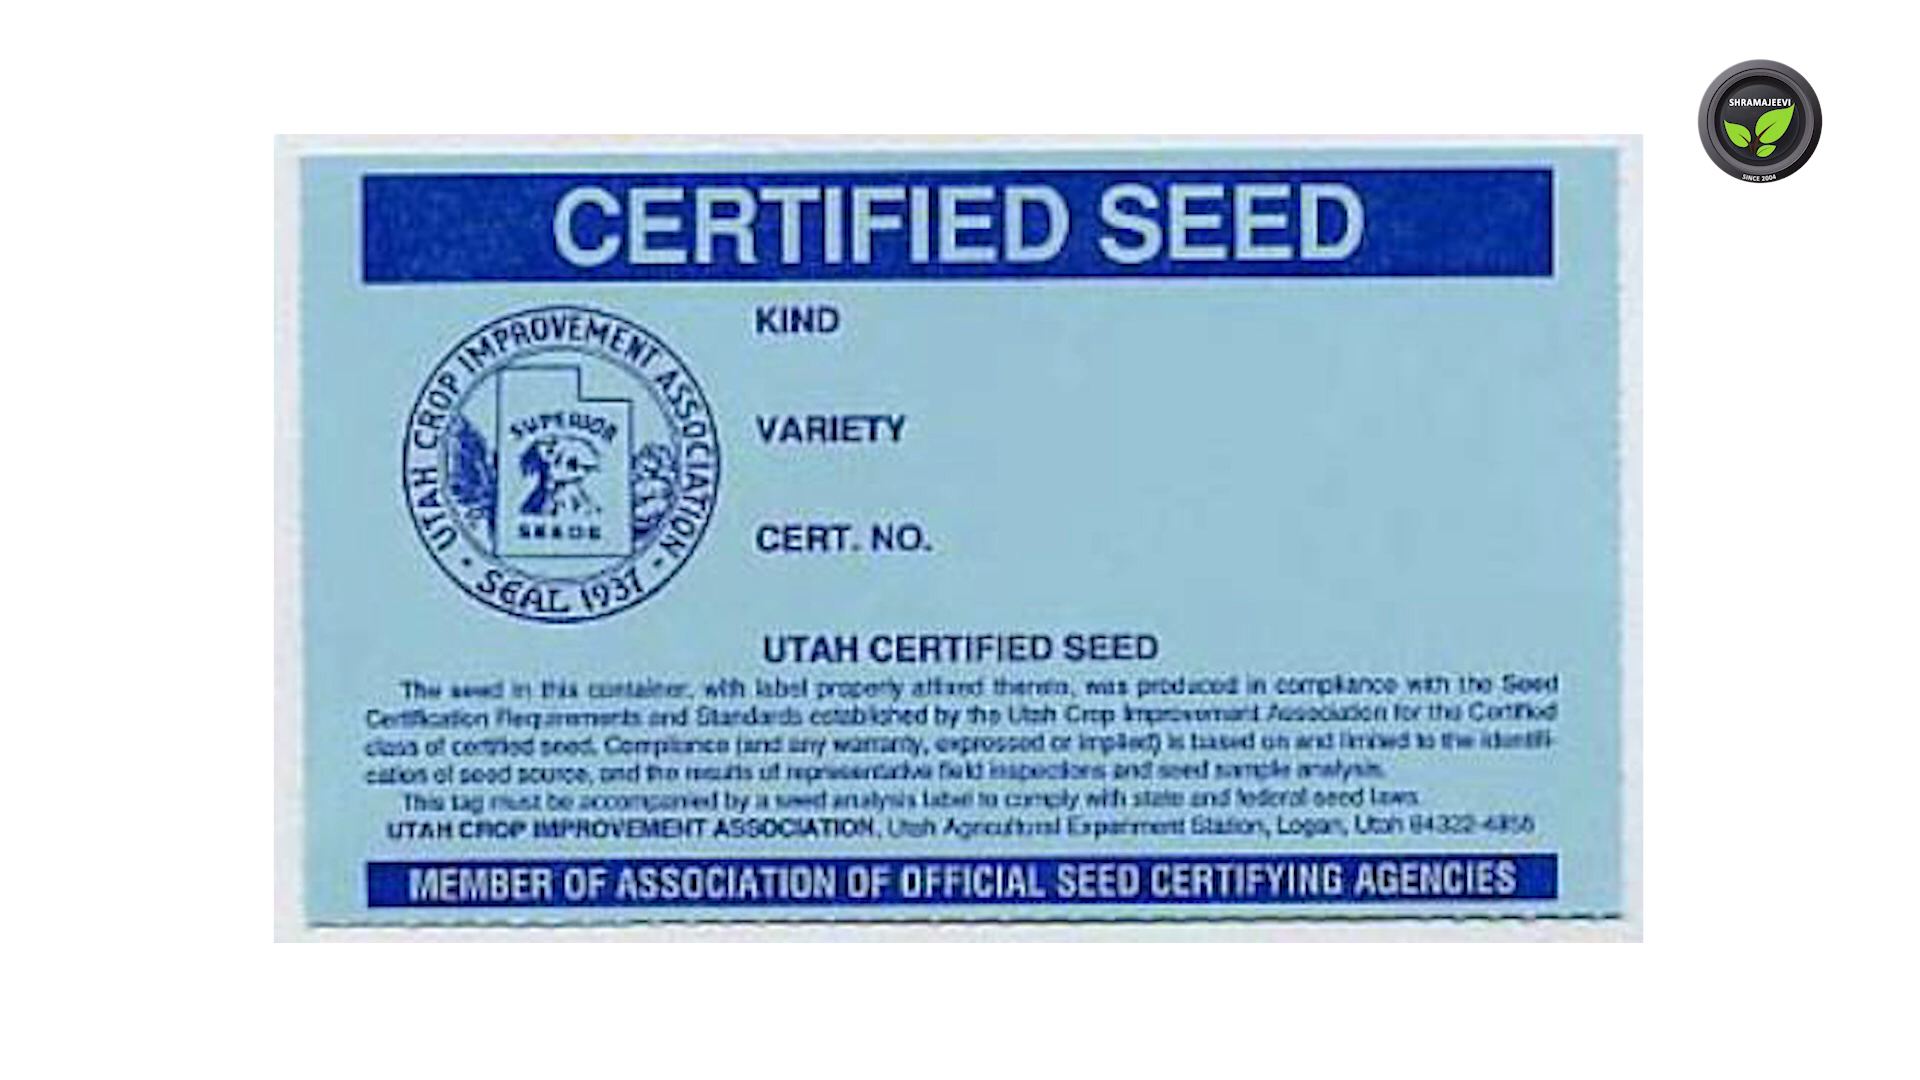 SHRAMAJEEVI
SINCE 2004
CERTIFIED SEED
UTAH CROP IMPROVEMENT ASSOCIATION
SUPERIOR
SEAL 1937
KIND
VARIETY
CERT. NO.
UTAH CERTIFIED SEED
The seed in this container, with label properly affixed thereto, was produced in compliance with the Seed
Certification Requirements and Standards established by the Utah Crop Improvement Association for the Certified
class of certified seed. Compliance (and any warranty, expressed or implied) is based on and limited to the identifi-
cation of seed source, and the results of representative field inspections and seed sample analysis.
This tag must be accompanied by a seed analysis label to comply with state and federal seed laws.
UTAH CROP IMPROVEMENT ASSOCIATION, Utah Agricultural Experiment Station, Logan, Utah
MEMBER OF ASSOCIATION OF OFFICIAL SEED CERTIFYING AGENCIES